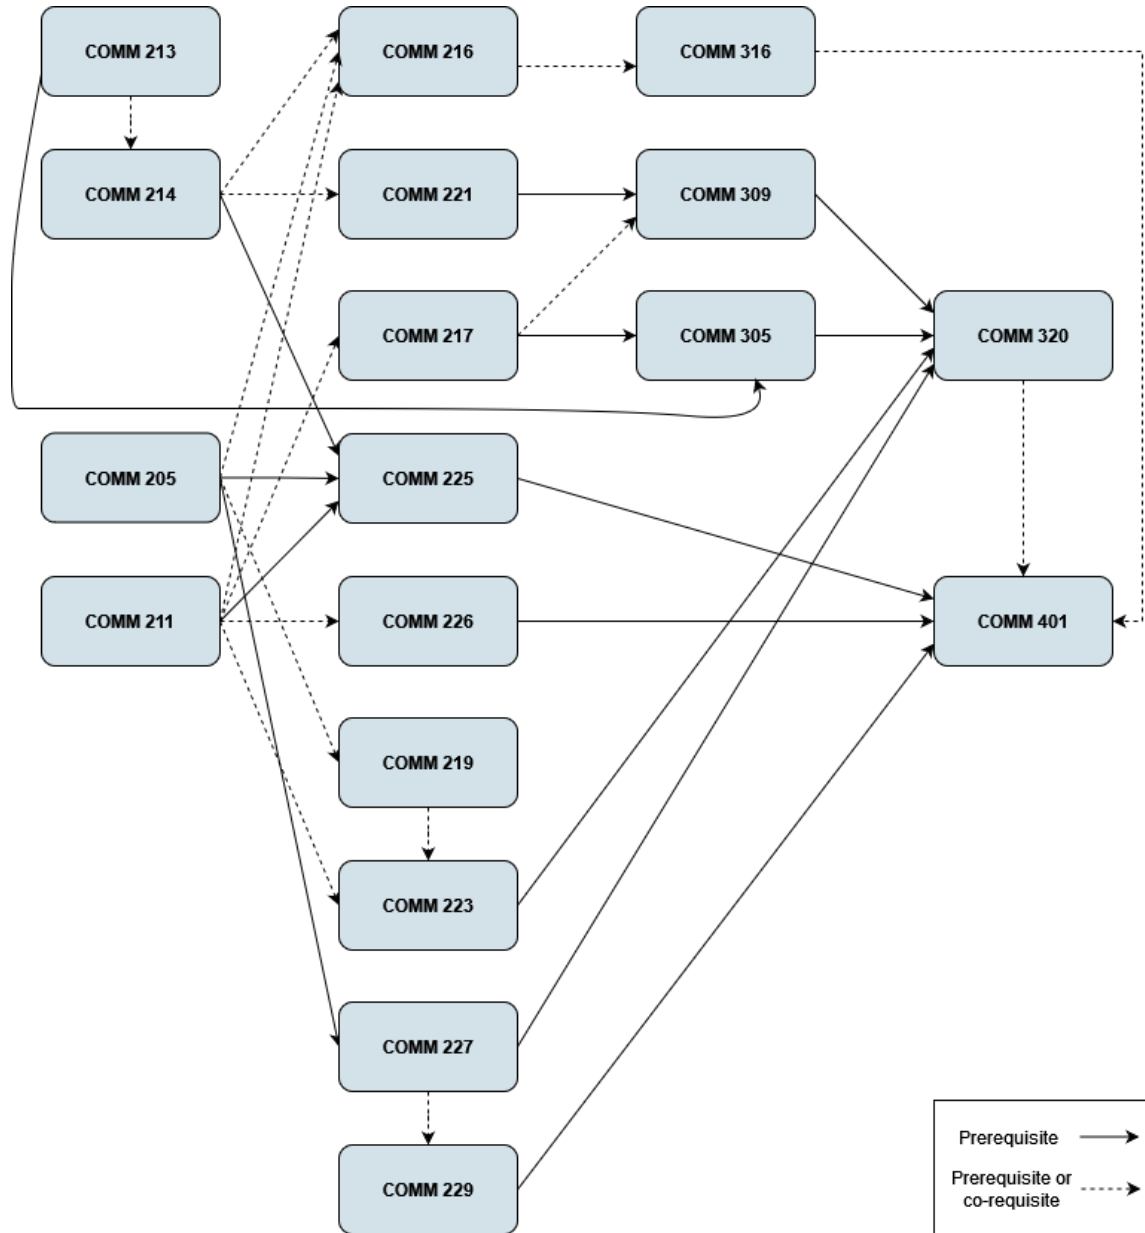 COMM 213
COMM 216
COMM 316
COMM 214
COMM 221
COMM 309
COMM 217
COMM 305
COMM 320
COMM 205
COMM 225
COMM 211
COMM 226
COMM 401
COMM 219
COMM 223
COMM 227
COMM 229
Prerequisite
Prerequisite or
co-requisite